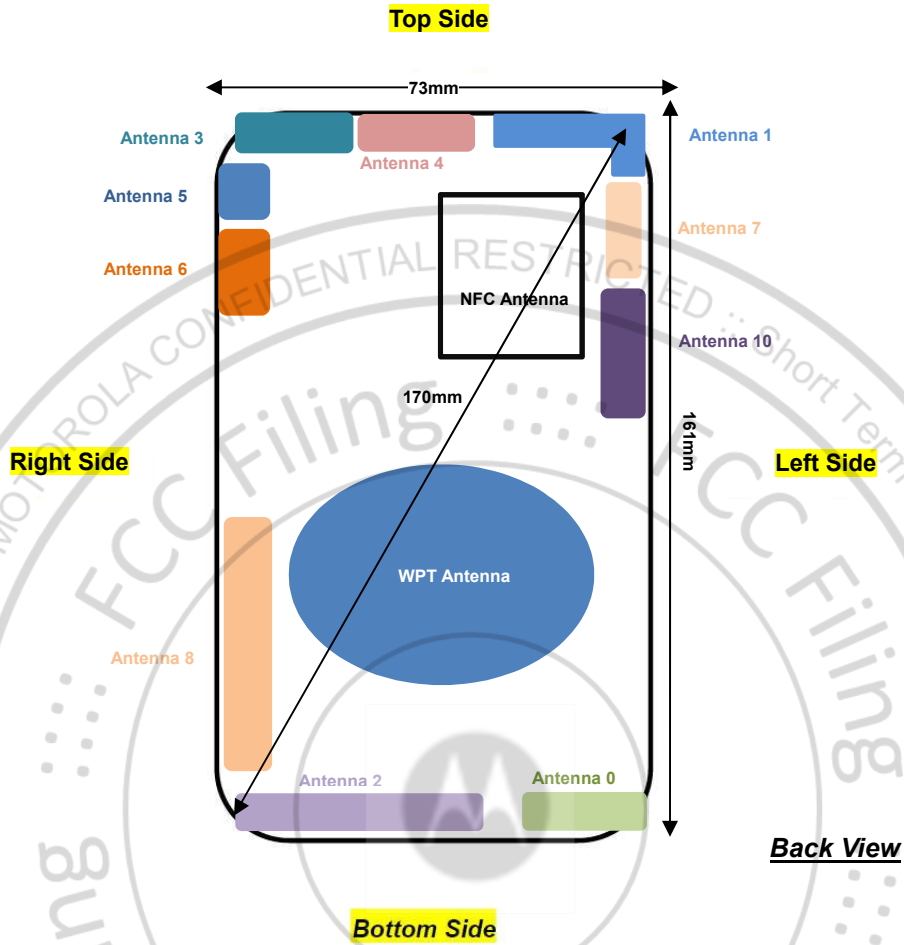 Top Side
73mm
Antenna 3
Antenna 1
Antenna 4
Antenna 5
Antenna 7
Antenna 6
NFC Antenna
Antenna 10
170mm
161mm
Right Side
Left Side
WPT Antenna
Antenna 8
Antenna 2
Antenna 0
Back View
Bottom Side
MOTOROLA CONFIDENTIAL RESTRICTED :: Short Term
FCC Filing :::: FCC Filing